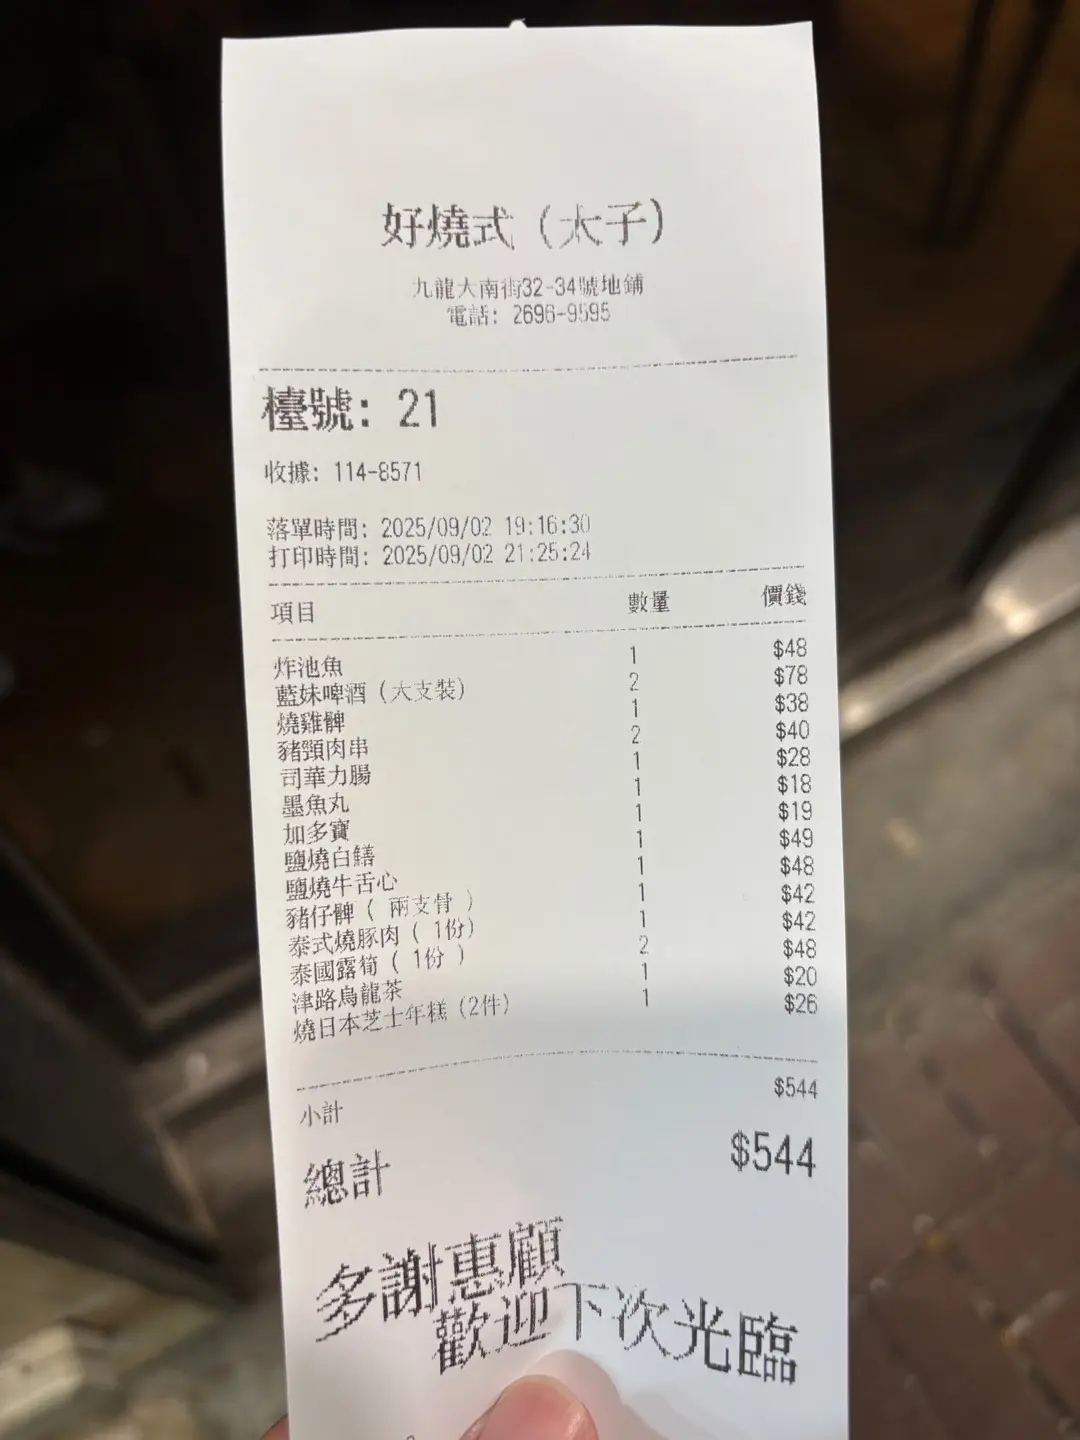 好燒式（太子）
九龍大南街32-34號地鋪
電話: 2696-9595
檯號: 21
收據: 114-8571
落單時間: 2025/09/02 19:16:30
打印時間: 2025/09/02 21:25:24
項目 數量 價錢
炸池魚 1 $48
藍妹啤酒（大支裝） 2 $78
燒雞髀 1 $38
豬頸肉串 2 $40
司華力腸 1 $28
墨魚丸 1 $18
加多寶 1 $19
鹽燒白鱔 1 $49
鹽燒牛舌心 1 $48
豬仔髀（ 兩支骨 ） 1 $42
泰式燒豚肉（ 1份） 1 $42
泰國露筍（ 1份 ） 2 $48
津路烏龍茶 1 $20
燒日本芝士年糕（2件） 1 $26
小計 $544
總計 $544
多謝惠顧
歡迎下次光臨